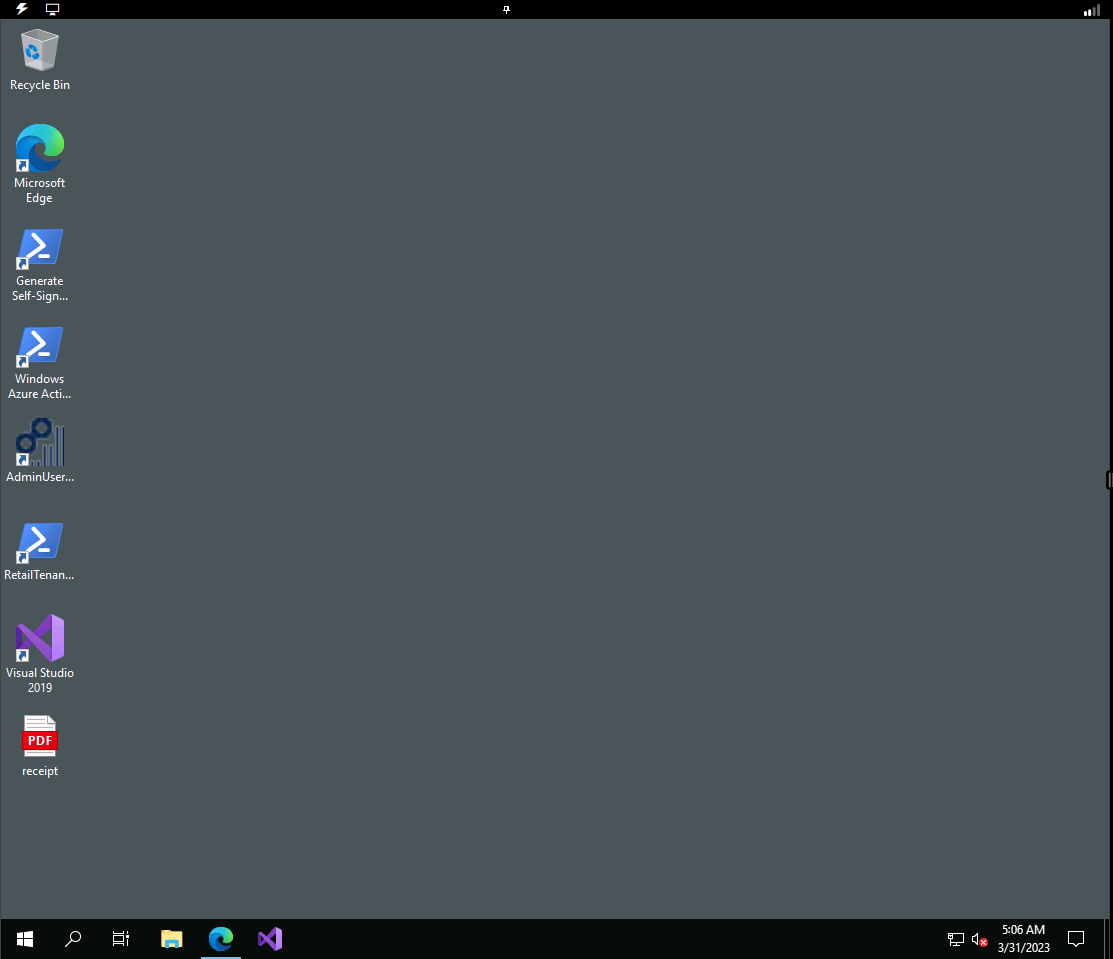 Recycle Bin
Microsoft
Edge
Generate
Self-Sign...
Windows
Azure Acti...
AdminUser...
RetailTenan...
Visual Studio
2019
PDF
receipt
5:06 AM
3/31/2023